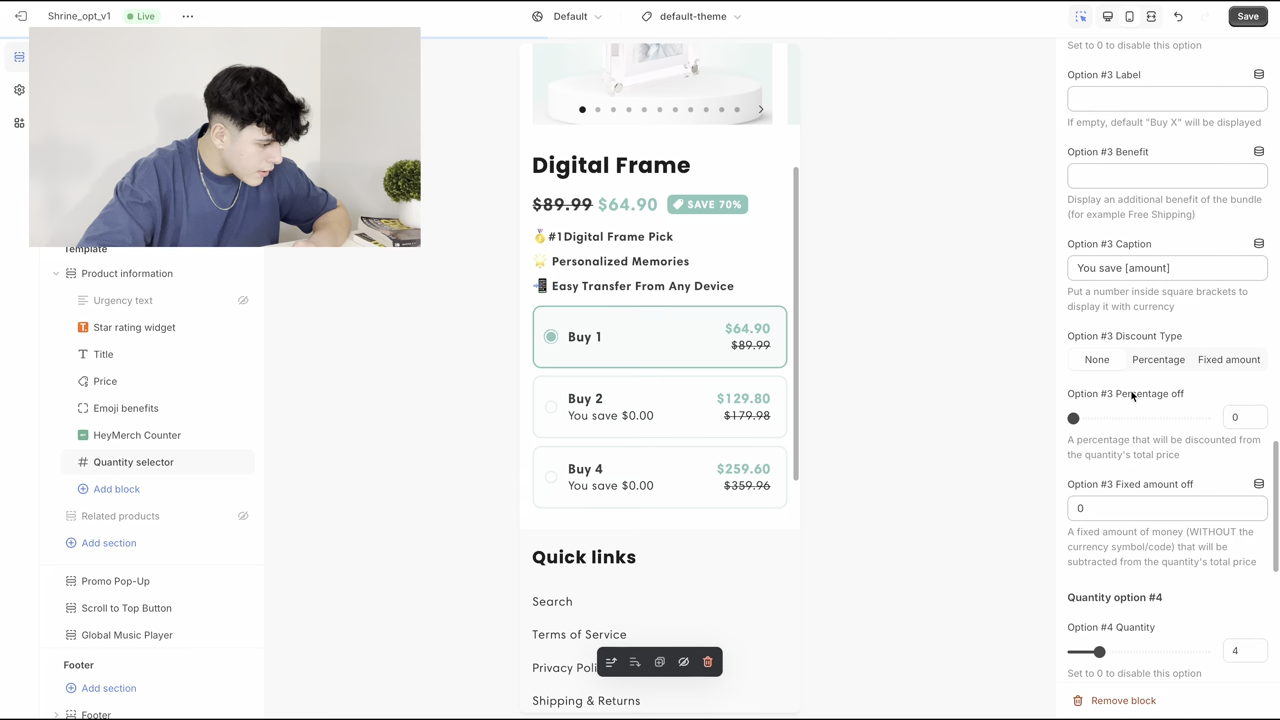 Shrine_opt_v1
Live
Default
default-theme
Save
Template
Product information
Urgency text
Star rating widget
Title
Price
Emoji benefits
HeyMerch Counter
Quantity selector
Add block
Related products
Add section
Promo Pop-Up
Scroll to Top Button
Global Music Player
Footer
Add section
Footer
Digital Frame
$89.99 $64.90 SAVE 70%
#1Digital Frame Pick
Personalized Memories
Easy Transfer From Any Device
Buy 1
$64.90
$89.99
Buy 2
You save $0.00
$129.80
$179.98
Buy 4
You save $0.00
$259.60
$359.96
Quick links
Search
Terms of Service
Privacy Poli
Shipping & Returns
Set to 0 to disable this option
Option #3 Label
If empty, default "Buy X" will be displayed
Option #3 Benefit
Display an additional benefit of the bundle
(for example Free Shipping)
Option #3 Caption
You save [amount]
Put a number inside square brackets to
display it with currency
Option #3 Discount Type
None Percentage Fixed amount
Option #3 Percentage off
0
A percentage that will be discounted from
the quantity's total price
Option #3 Fixed amount off
0
A fixed amount of money (WITHOUT the
currency symbol/code) that will be
subtracted from the quantity's total price
Quantity option #4
Option #4 Quantity
4
Set to 0 to disable this option
Remove block